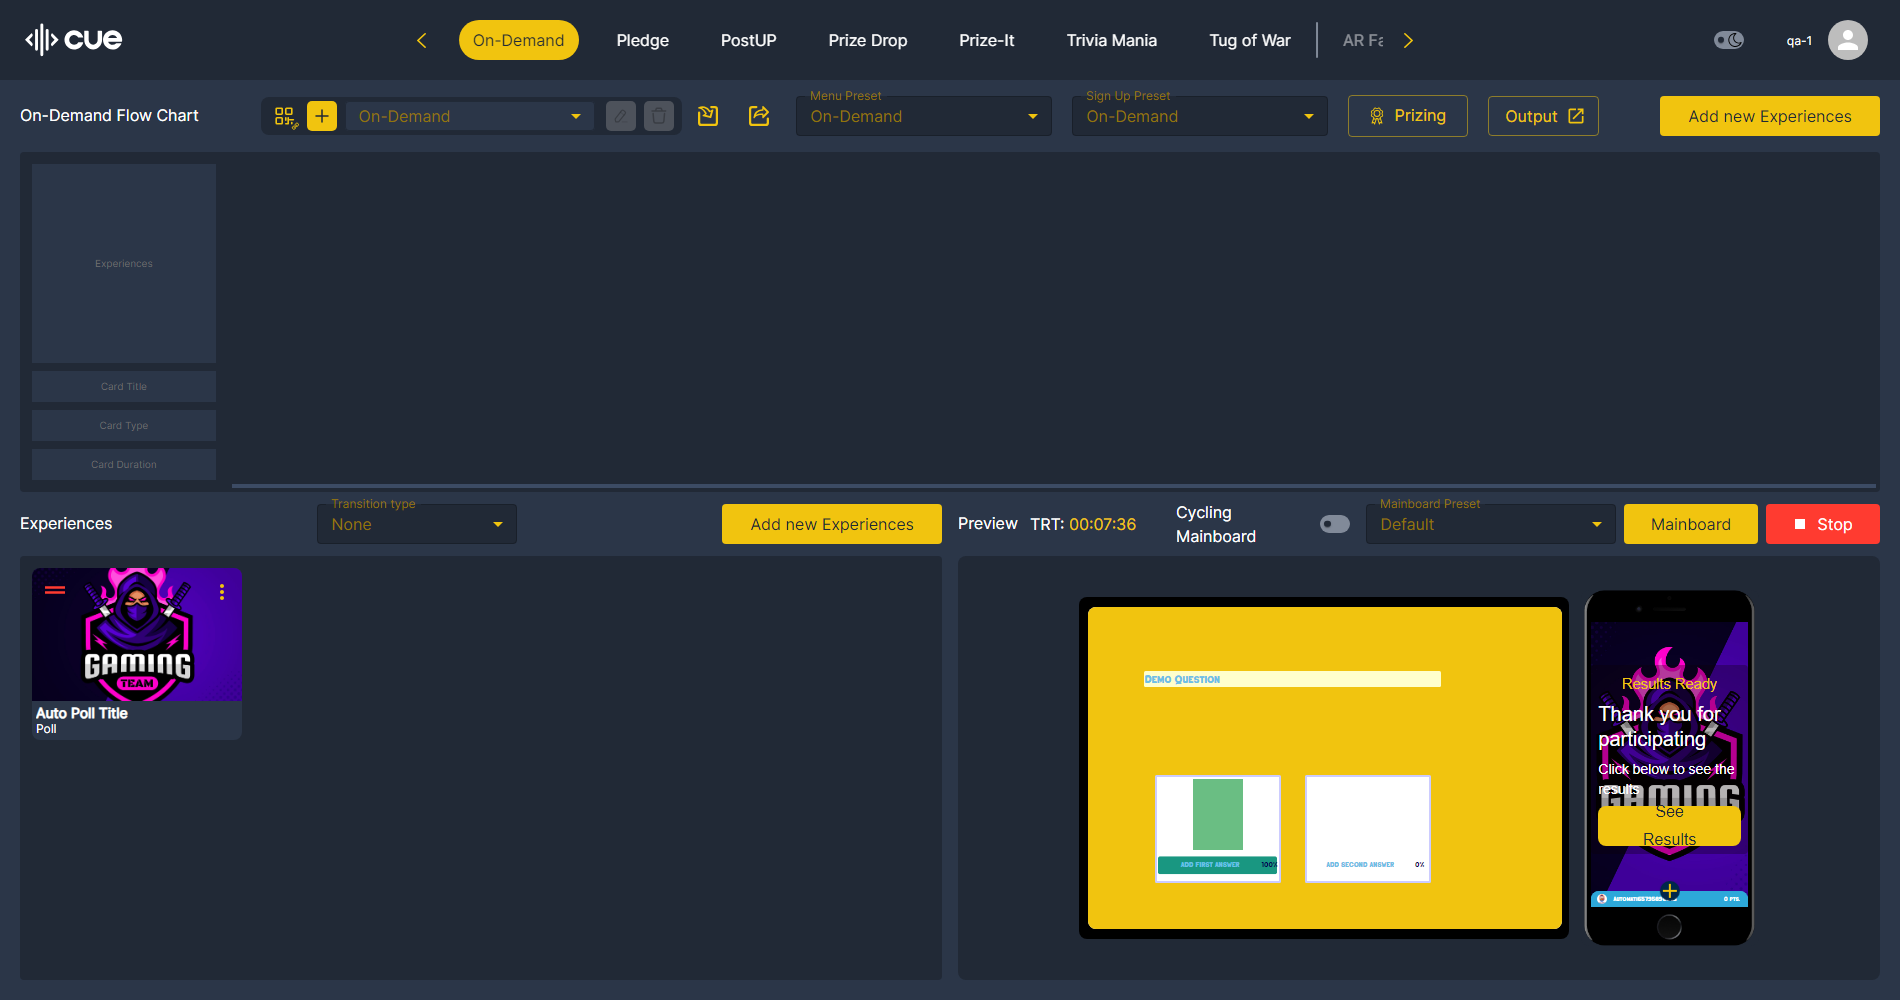 cue
On-Demand
Pledge
PostUP
Prize Drop
Prize-It
Trivia Mania
Tug of War
AR Fa
qa-1
On-Demand Flow Chart
On-Demand
Menu Preset
On-Demand
Sign Up Preset
On-Demand
Prizing
Output
Add new Experiences
Experiences
Card Title
Card Type
Card Duration
Experiences
Transition type
None
Add new Experiences
Preview
TRT: 00:07:36
Cycling
Mainboard
Mainboard Preset
Default
Mainboard
Stop
GAMING
TEAM
Auto Poll Title
Poll
Demo Question
ADD FIRST ANSWER
100%
ADD SECOND ANSWER
0%
Results Ready
Thank you for
participating
Click below to see the
results
GAMING
See
Results
0 PTS.